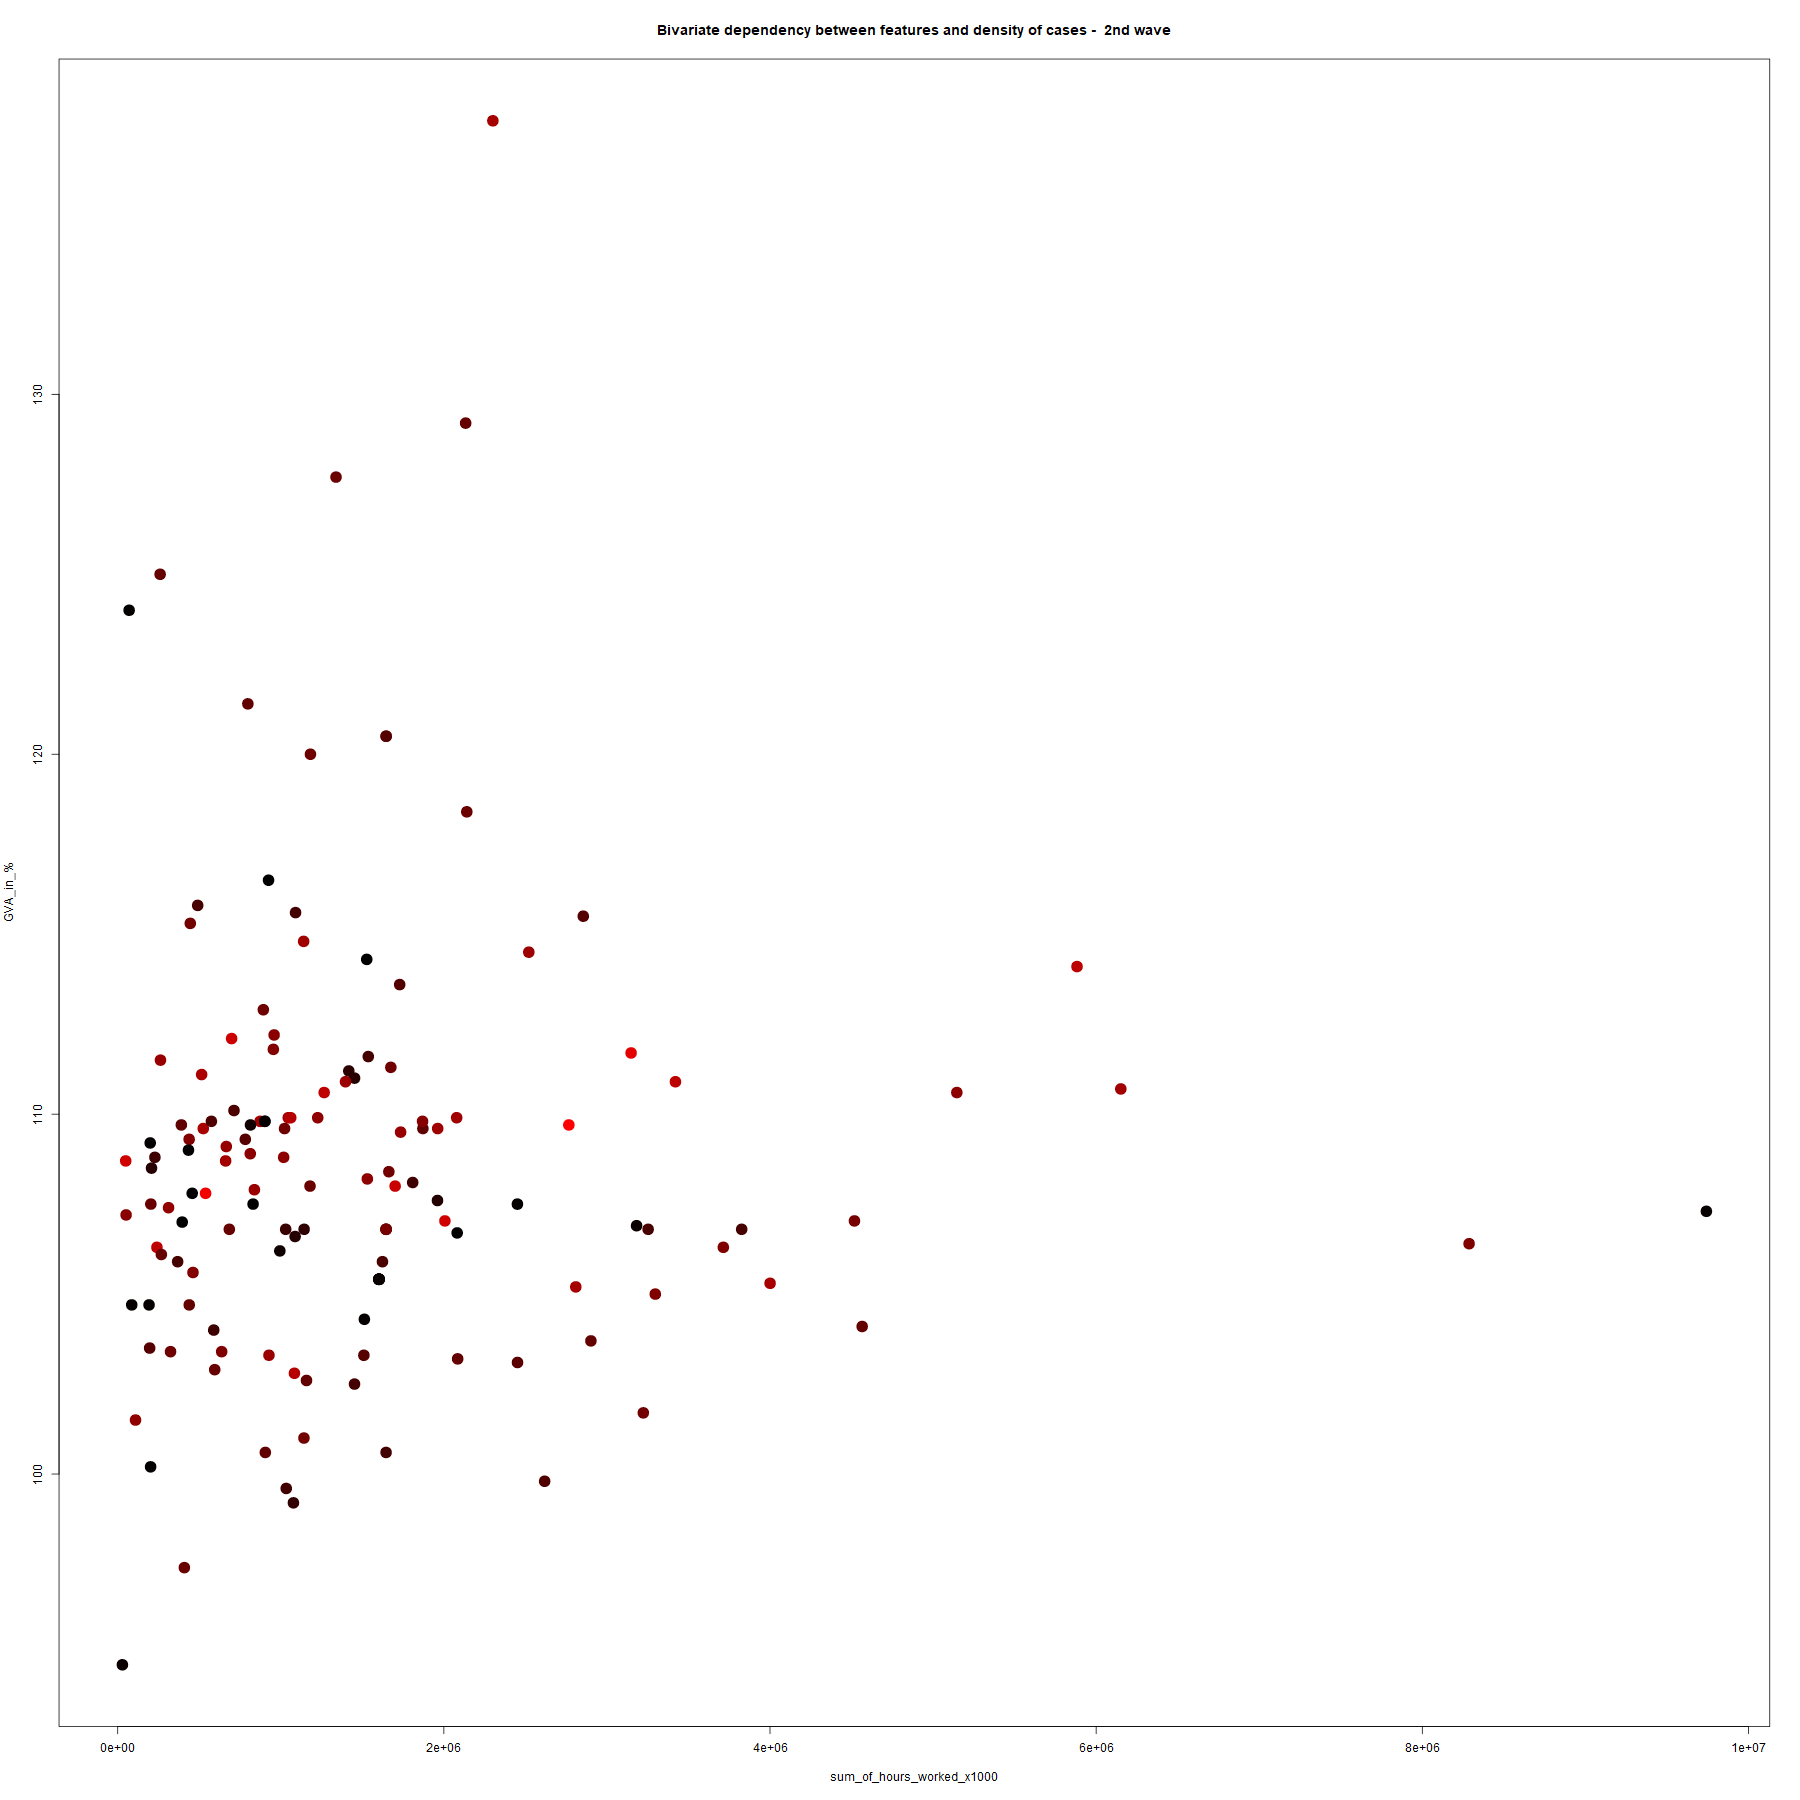 Bivariate dependency between features and density of cases -  2nd wave
130
120
110
100
GVA_in_%
0e+00
2e+06
4e+06
6e+06
8e+06
1e+07
sum_of_hours_worked_x1000